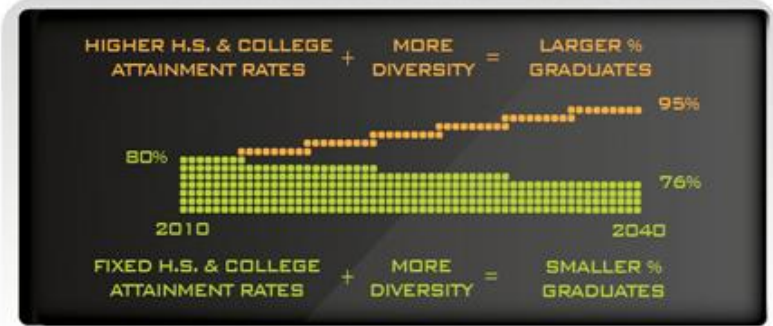 HIGHER H.S. & COLLEGE + MORE = LARGER %
ATTAINMENT RATES DIVERSITY GRADUATES
95%
80%
76%
2010 2040
FIXED H.S. & COLLEGE + MORE = SMALLER %
ATTAINMENT RATES DIVERSITY GRADUATES